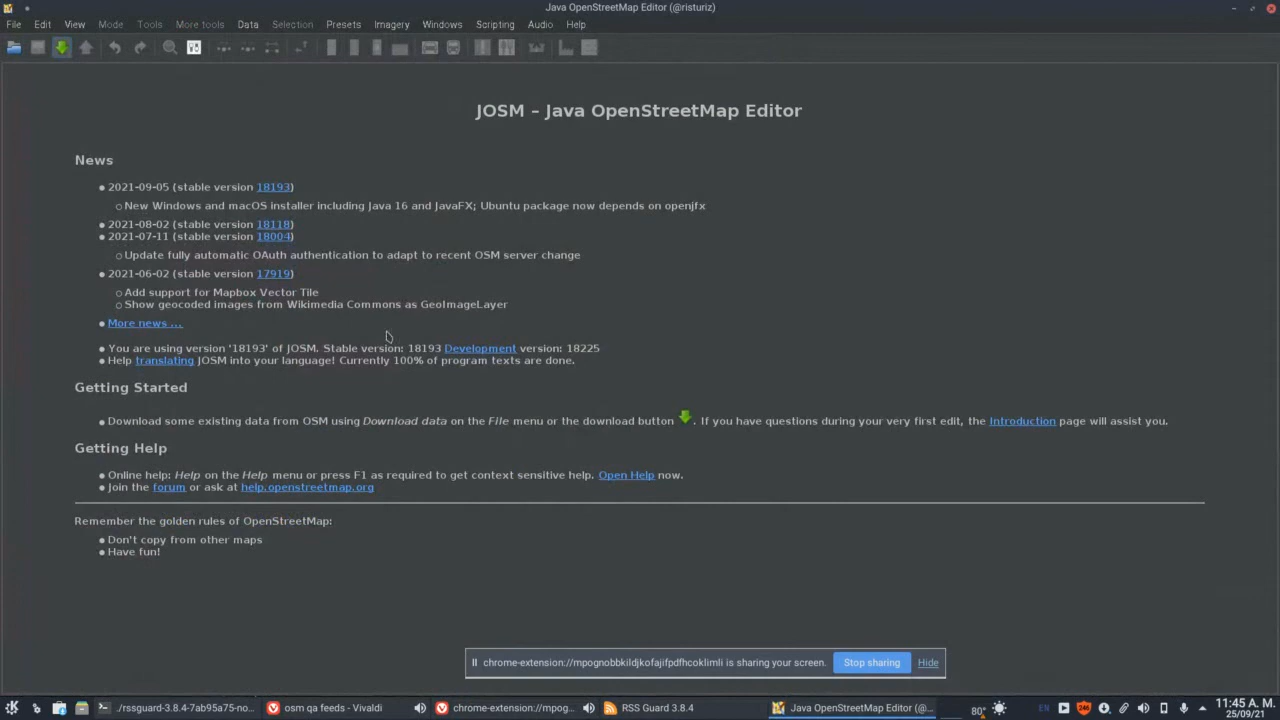 Java OpenStreetMap Editor (@risturiz)
File Edit View Mode Tools More tools Data Selection Presets Imagery Windows Scripting Audio Help
JOSM – Java OpenStreetMap Editor
News
2021-09-05 (stable version 18193)
New Windows and macOS installer including Java 16 and JavaFX; Ubuntu package now depends on openjfx
2021-08-02 (stable version 18118)
2021-07-11 (stable version 18004)
Update fully automatic OAuth authentication to adapt to recent OSM server change
2021-06-02 (stable version 17919)
Add support for Mapbox Vector Tile
Show geocoded images from Wikimedia Commons as GeoImageLayer
More news ...
You are using version '18193' of JOSM. Stable version: 18193 Development version: 18225
Help translating JOSM into your language! Currently 100% of program texts are done.
Getting Started
Download some existing data from OSM using Download data on the File menu or the download button . If you have questions during your very first edit, the Introduction page will assist you.
Getting Help
Online help: Help on the Help menu or press F1 as required to get context sensitive help. Open Help now.
Join the forum or ask at help.openstreetmap.org
Remember the golden rules of OpenStreetMap:
Don't copy from other maps
Have fun!
chrome-extension://mpognobbkildjkofajifpdfhcoklimli is sharing your screen. Stop sharing Hide
./rssguard-3.8.4-7ab95a75-no... osm qa feeds - Vivaldi chrome-extension://mpog... RSS Guard 3.8.4 Java OpenStreetMap Editor (@... 80° EN 246 11:45 A. M.
25/09/21